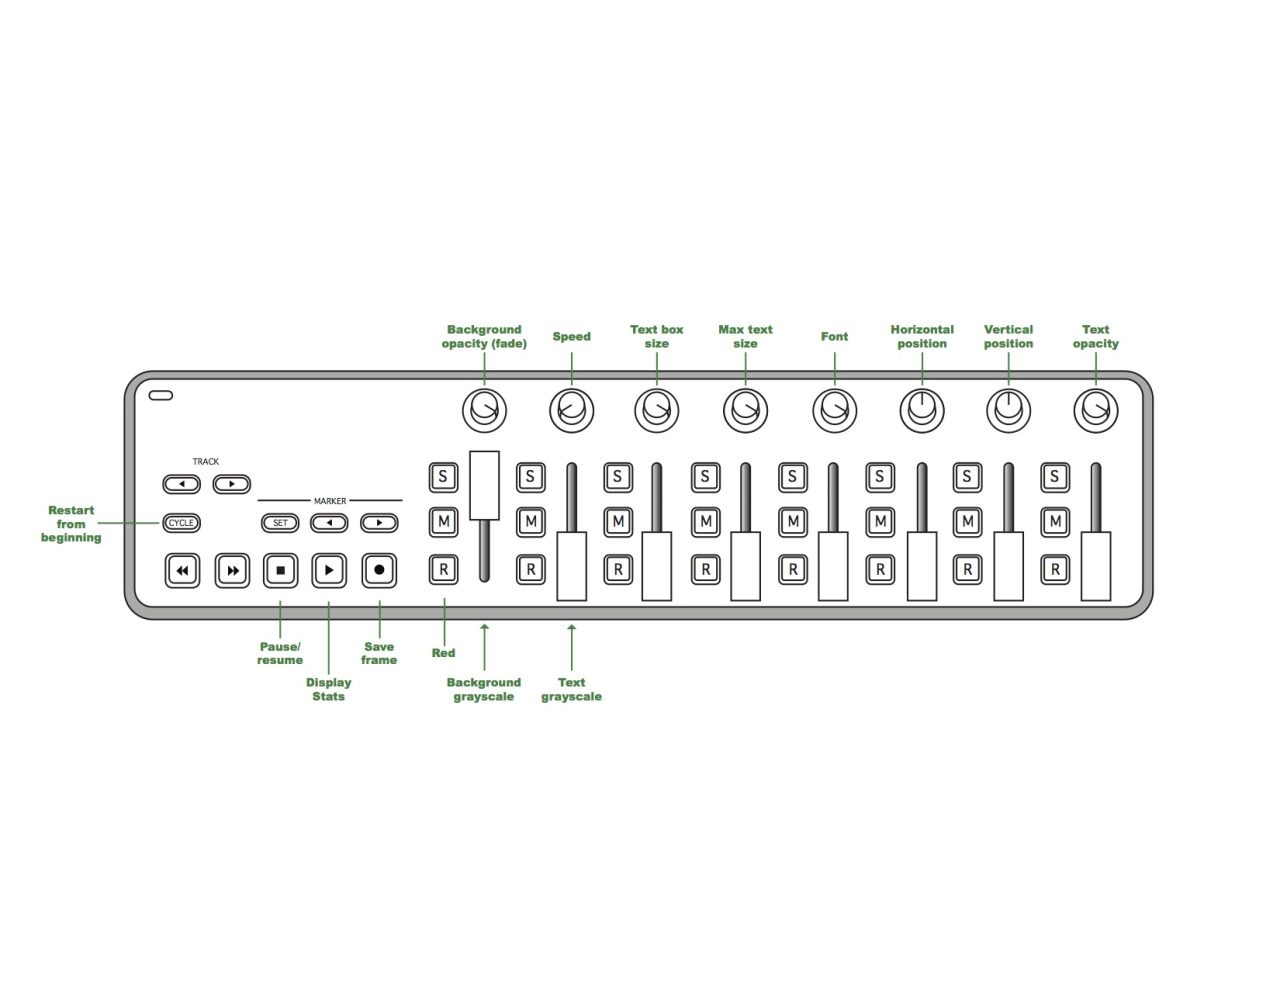 Background
opacity (fade)
Speed
Text box
size
Max text
size
Font
Horizontal
position
Vertical
position
Text
opacity
TRACK
MARKER
Restart
from
beginning
CYCLE
SET
S S S S S S S S
M M M M M M M M
R R R R R R R R
Pause/
resume
Display
Stats
Save
frame
Red
Background
grayscale
Text
grayscale